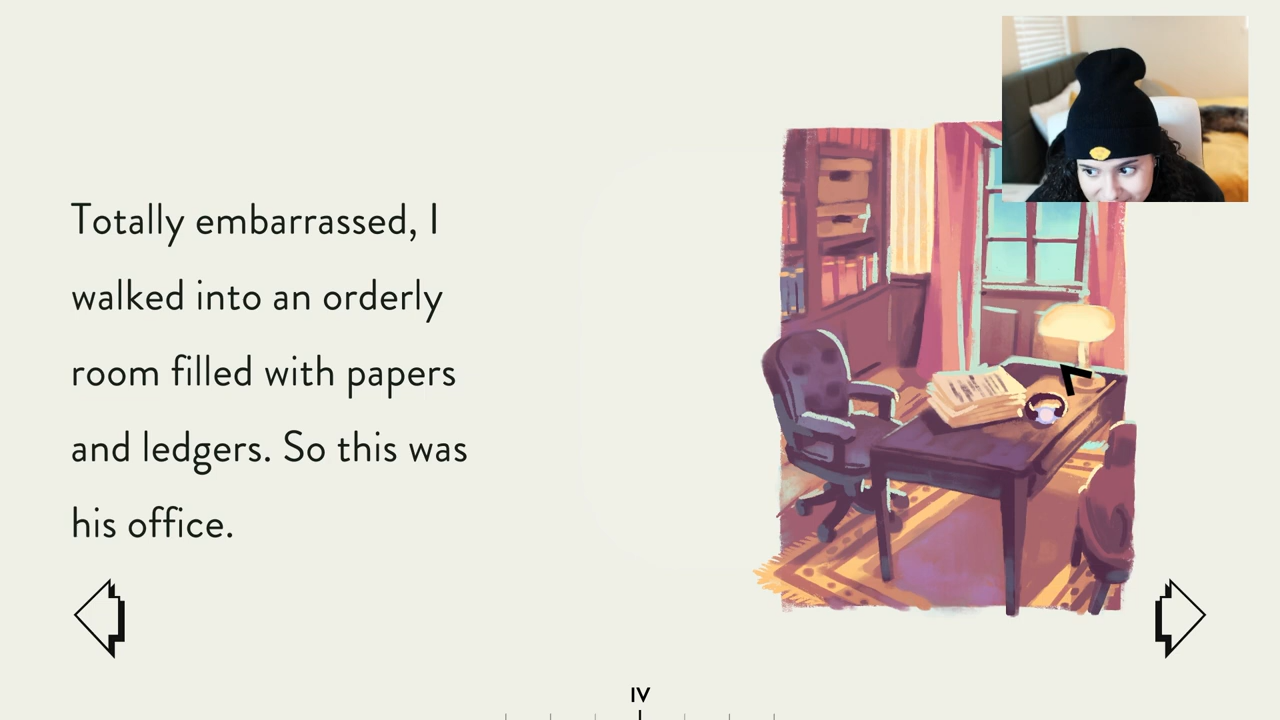 Totally embarrassed, I
walked into an orderly
room filled with papers
and ledgers. So this was
his office.
IV